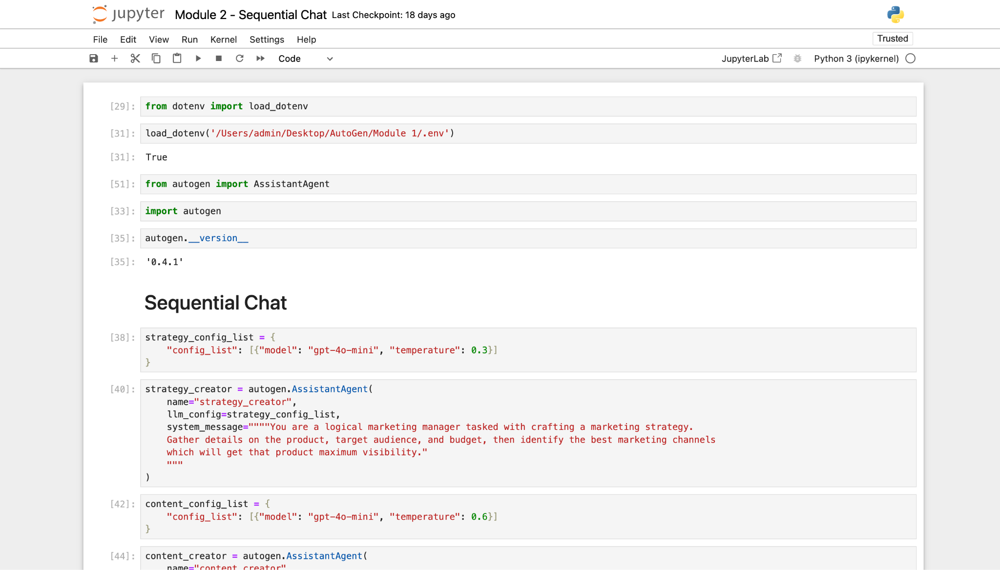 jupyter Module 2 - Sequential Chat Last Checkpoint: 18 days ago
File Edit View Run Kernel Settings Help Trusted
Code JupyterLab Python 3 (ipykernel)
[29]: from dotenv import load_dotenv
[31]: load_dotenv('/Users/admin/Desktop/AutoGen/Module 1/.env')
[31]: True
[51]: from autogen import AssistantAgent
[33]: import autogen
[35]: autogen.__version__
[35]: '0.4.1'
Sequential Chat
[38]: strategy_config_list = {
    "config_list": [{"model": "gpt-4o-mini", "temperature": 0.3}]
}
[40]: strategy_creator = autogen.AssistantAgent(
    name="strategy_creator",
    llm_config=strategy_config_list,
    system_message=""""You are a logical marketing manager tasked with crafting a marketing strategy.
    Gather details on the product, target audience, and budget, then identify the best marketing channels
    which will get that product maximum visibility."
    """
)
[42]: content_config_list = {
    "config_list": [{"model": "gpt-4o-mini", "temperature": 0.6}]
}
[44]: content_creator = autogen.AssistantAgent(
    name="content_creator"